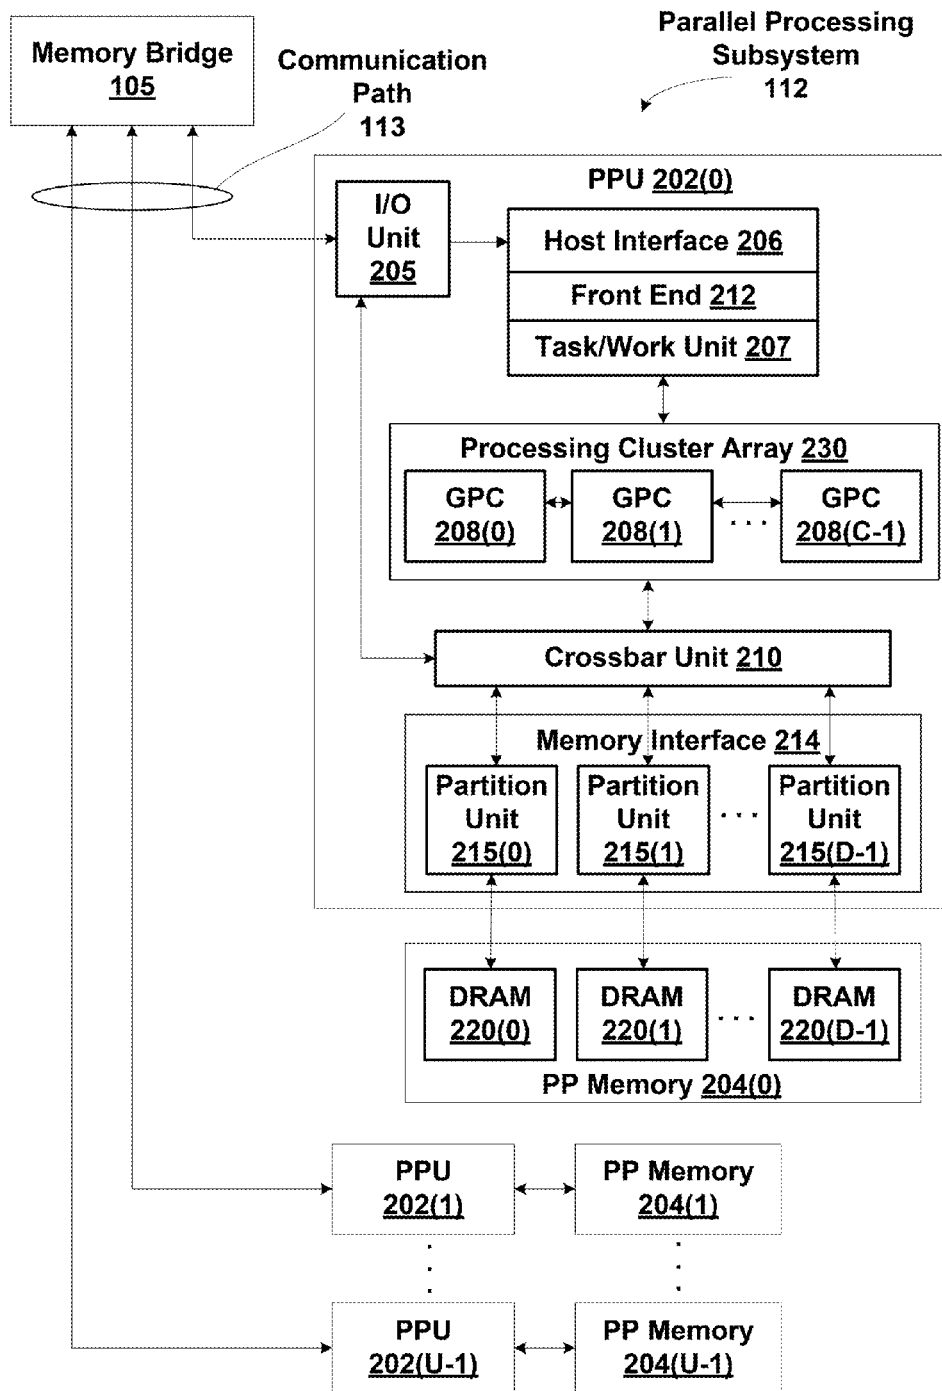 Memory Bridge
105
Communication
Path
113
Parallel Processing
Subsystem
112
PPU 202(0)
I/O
Unit
205
Host Interface 206
Front End 212
Task/Work Unit 207
Processing Cluster Array 230
GPC
208(0)
GPC
208(1)
. . .
GPC
208(C-1)
Crossbar Unit 210
Memory Interface 214
Partition
Unit
215(0)
Partition
Unit
215(1)
. . .
Partition
Unit
215(D-1)
DRAM
220(0)
DRAM
220(1)
. . .
DRAM
220(D-1)
PP Memory 204(0)
PPU
202(1)
PP Memory
204(1)
PPU
202(U-1)
PP Memory
204(U-1)